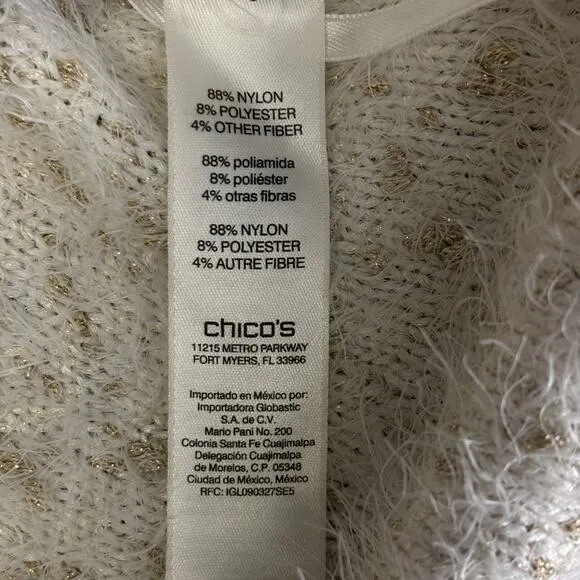 88% NYLON
8% POLYESTER
4% OTHER FIBER
88% poliamida
8% poliéster
4% otras fibras
88% NYLON
8% POLYESTER
4% AUTRE FIBRE
chico's
11215 METRO PARKWAY
FORT MYERS, FL 33966
Importado en México por:
Importadora Globastic
S.A. de C.V.
Mario Pani No. 200
Colonia Santa Fe Cuajimalpa
Delegación Cuajimalpa
de Morelos, C.P. 05348
Ciudad de México, México
RFC: IGL090327SE5